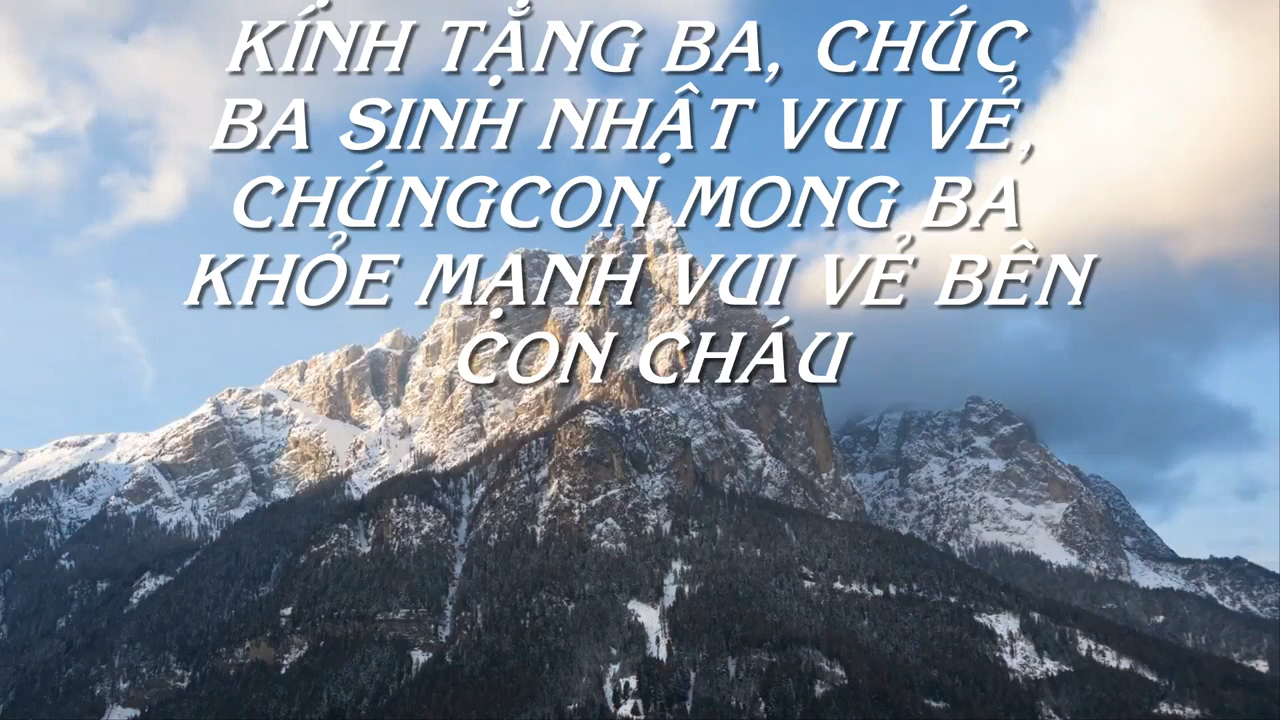 KÍNH TẶNG BA, CHÚC
BA SINH NHẬT VUI VẺ,
CHÚNGCON MONG BA
KHỎE MẠNH VUI VẺ BÊN
CON CHÁU